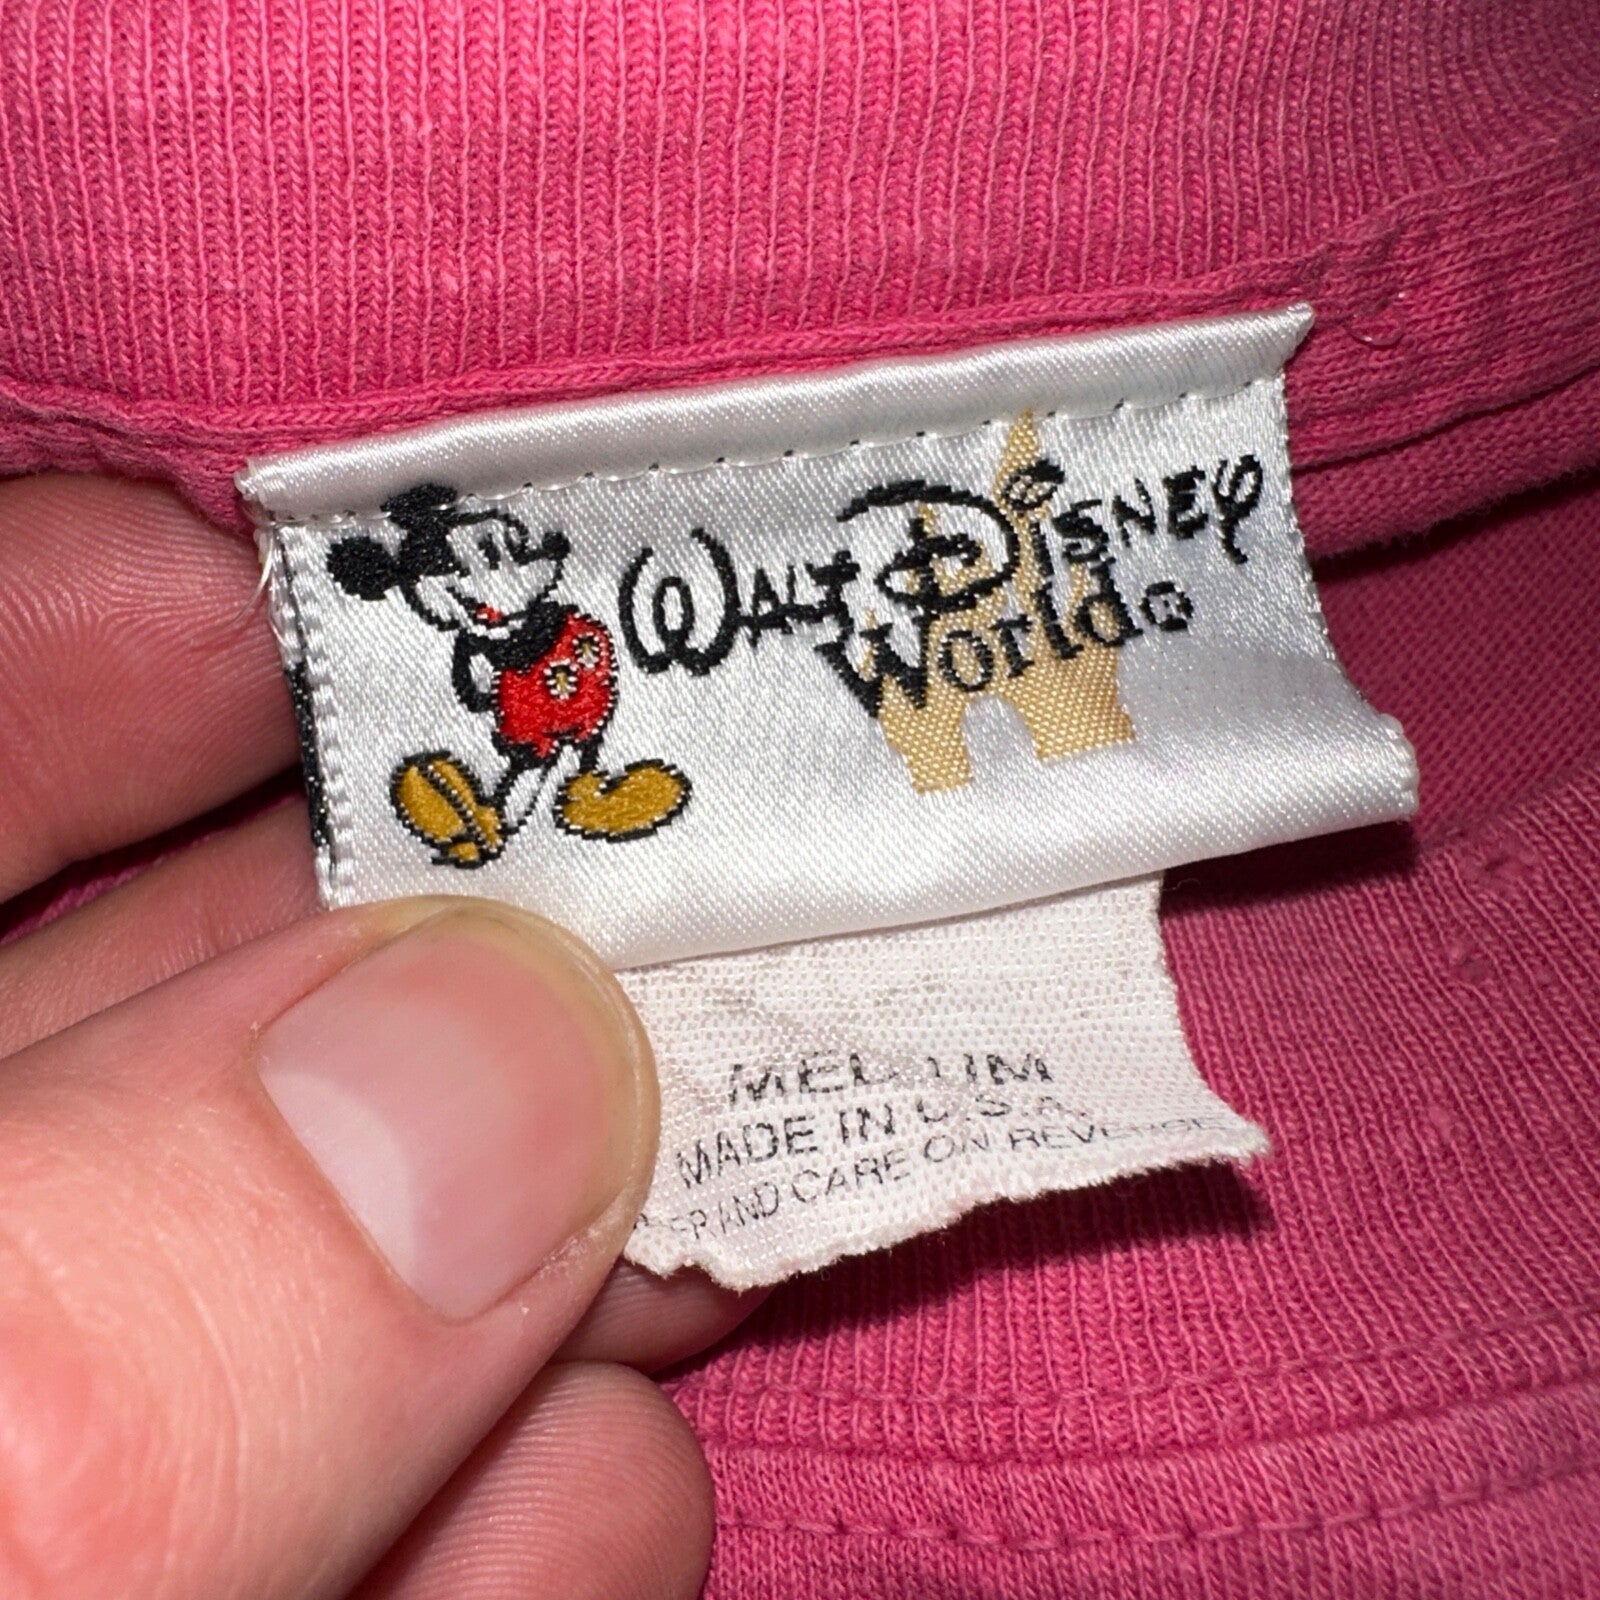 Walt Disney
World®
MEDIUM
MADE IN U.S.A.
AND CARE ON REVERSE